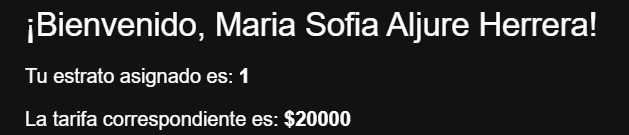 ¡Bienvenido, Maria Sofia Aljure Herrera!
Tu estrato asignado es: 1
La tarifa correspondiente es: $20000